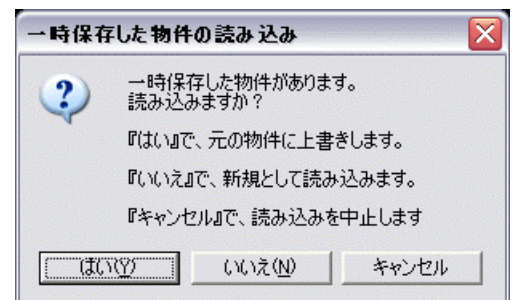 一時保存した物件の読み込み
一時保存した物件があります。
読み込みますか？
『はい』で、元の物件に上書きします。
『いいえ』で、新規として読み込みます。
『キャンセル』で、読み込みを中止します
はい(Y)
いいえ(N)
キャンセル